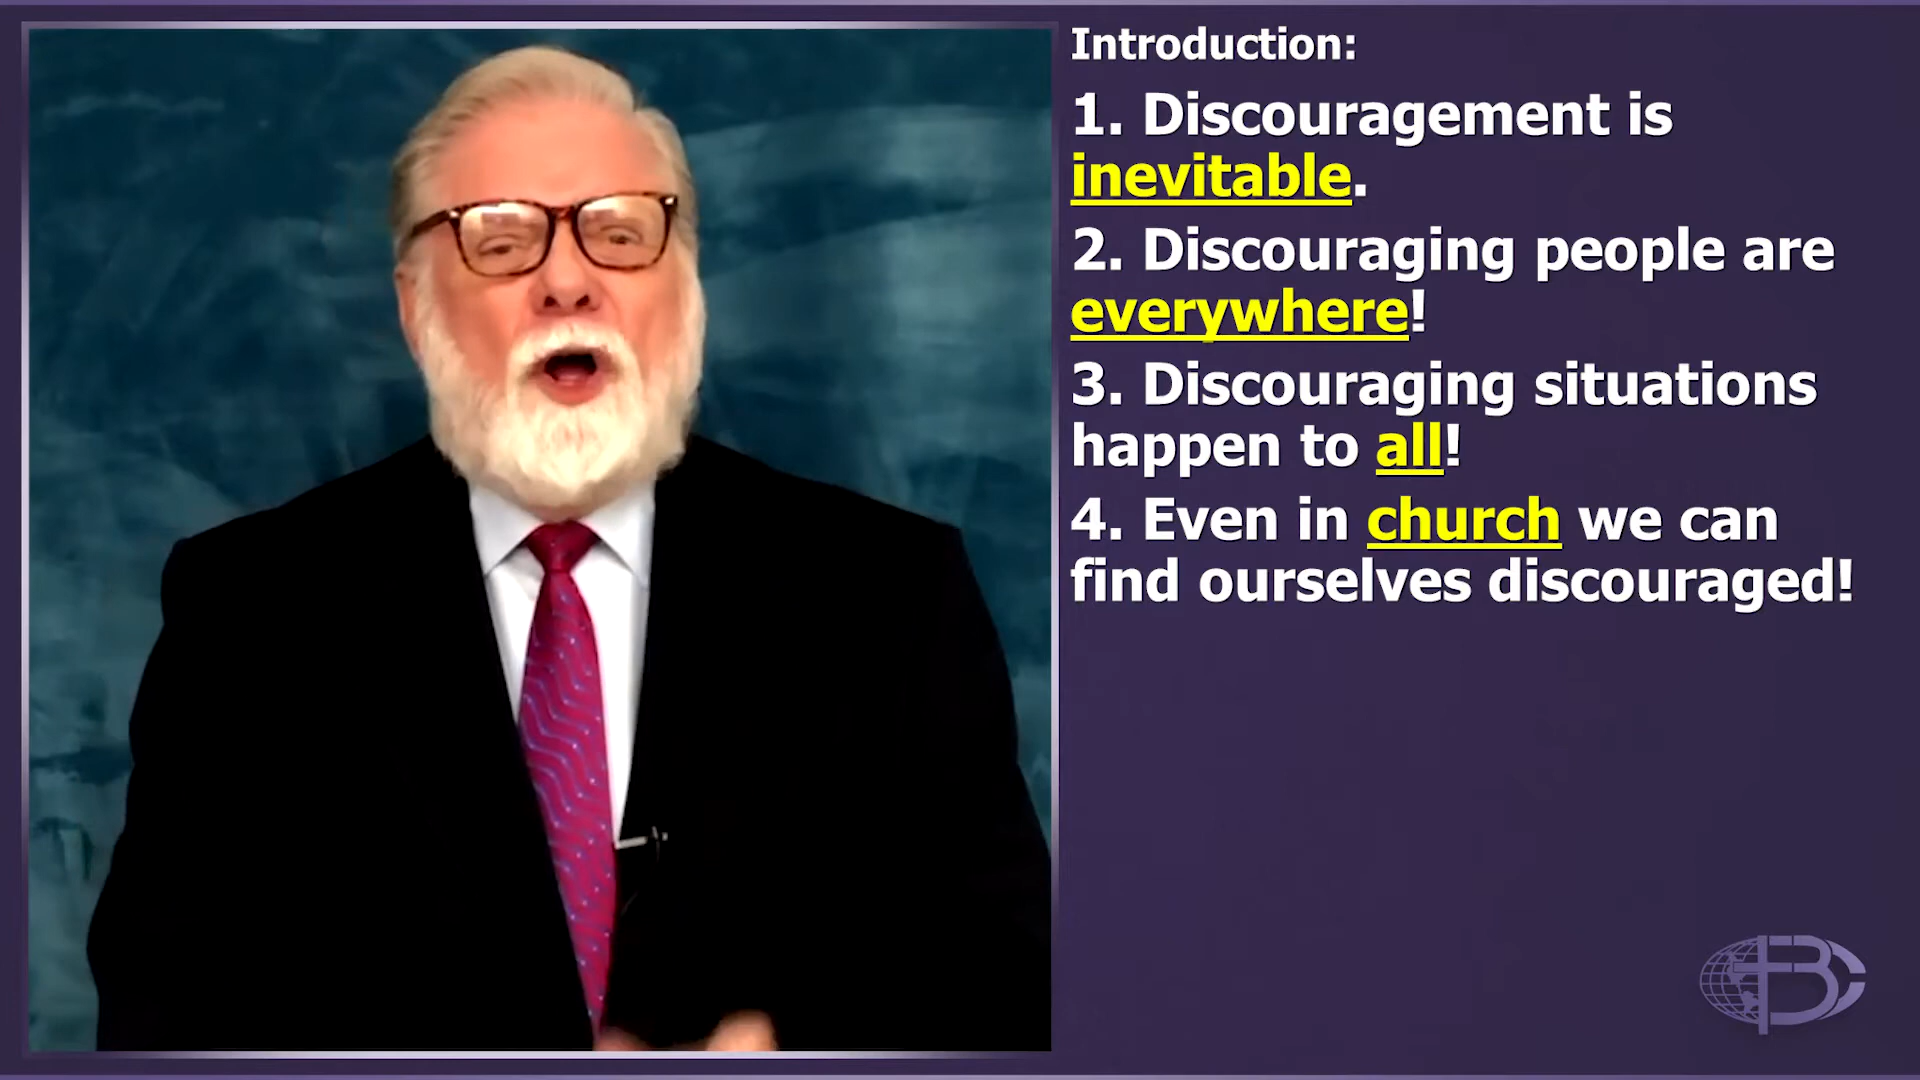 Introduction:
1. Discouragement is
inevitable.
2. Discouraging people are
everywhere!
3. Discouraging situations
happen to all!
4. Even in church we can
find ourselves discouraged!
BC